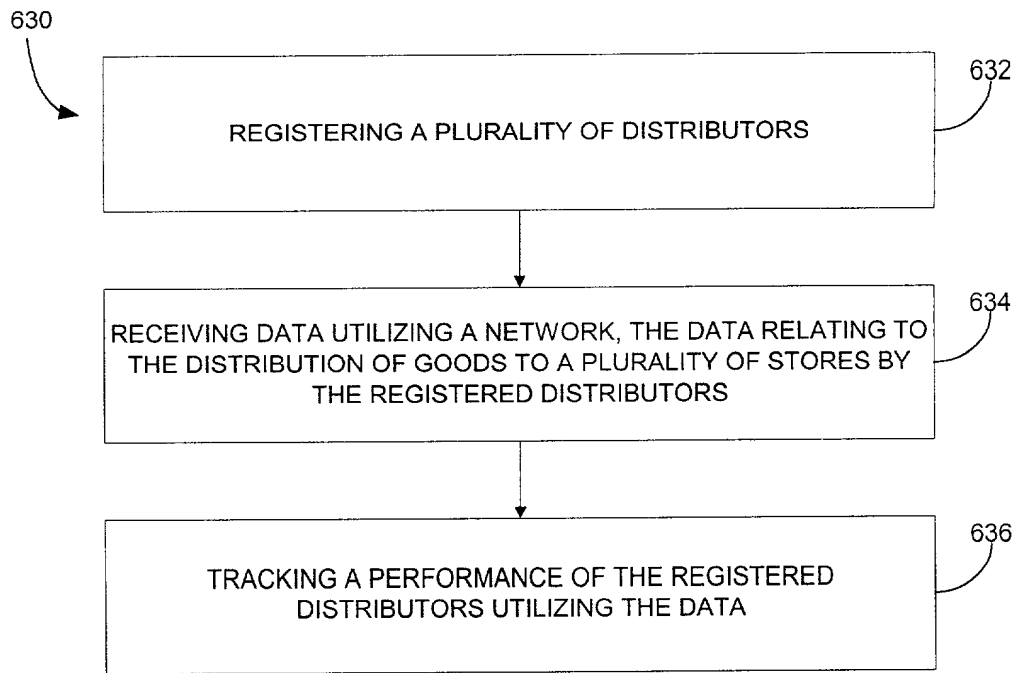 630
632
REGISTERING A PLURALITY OF DISTRIBUTORS
634
RECEIVING DATA UTILIZING A NETWORK, THE DATA RELATING TO
THE DISTRIBUTION OF GOODS TO A PLURALITY OF STORES BY
THE REGISTERED DISTRIBUTORS
636
TRACKING A PERFORMANCE OF THE REGISTERED
DISTRIBUTORS UTILIZING THE DATA